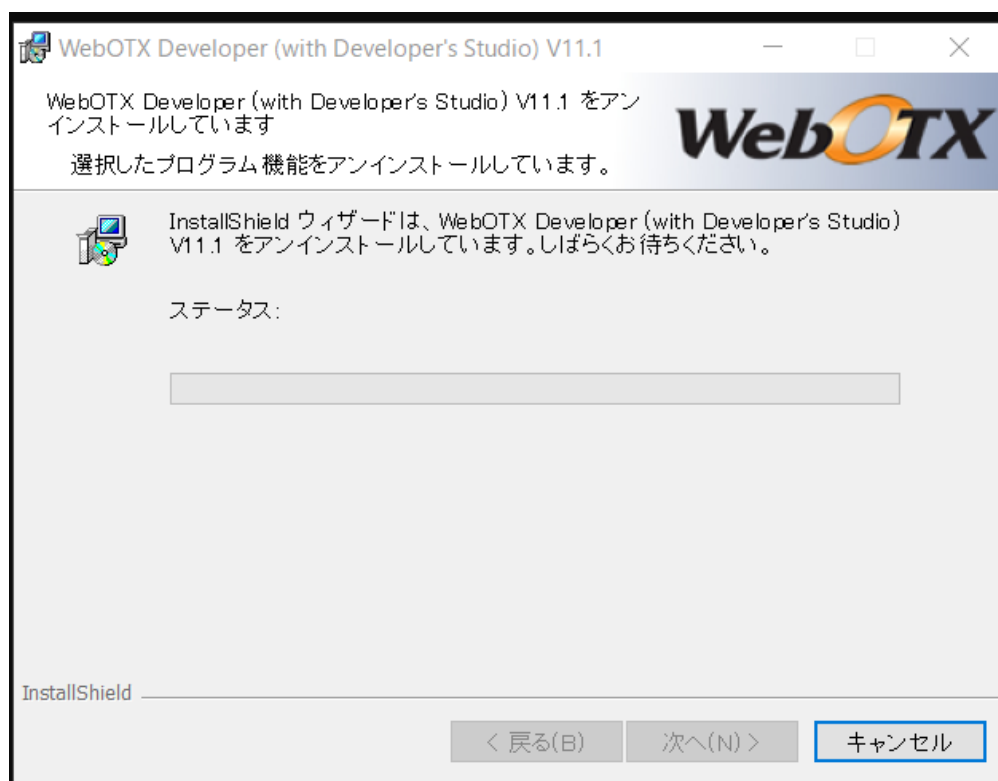 WebOTX Developer (with Developer's Studio) V11.1
WebOTX Developer (with Developer's Studio) V11.1 をアン
インストールしています
選択したプログラム機能をアンインストールしています。
WebOTX
InstallShield ウィザードは、WebOTX Developer (with Developer's Studio)
V11.1 をアンインストールしています。しばらくお待ちください。
ステータス:
InstallShield
< 戻る(B)
次へ(N) >
キャンセル